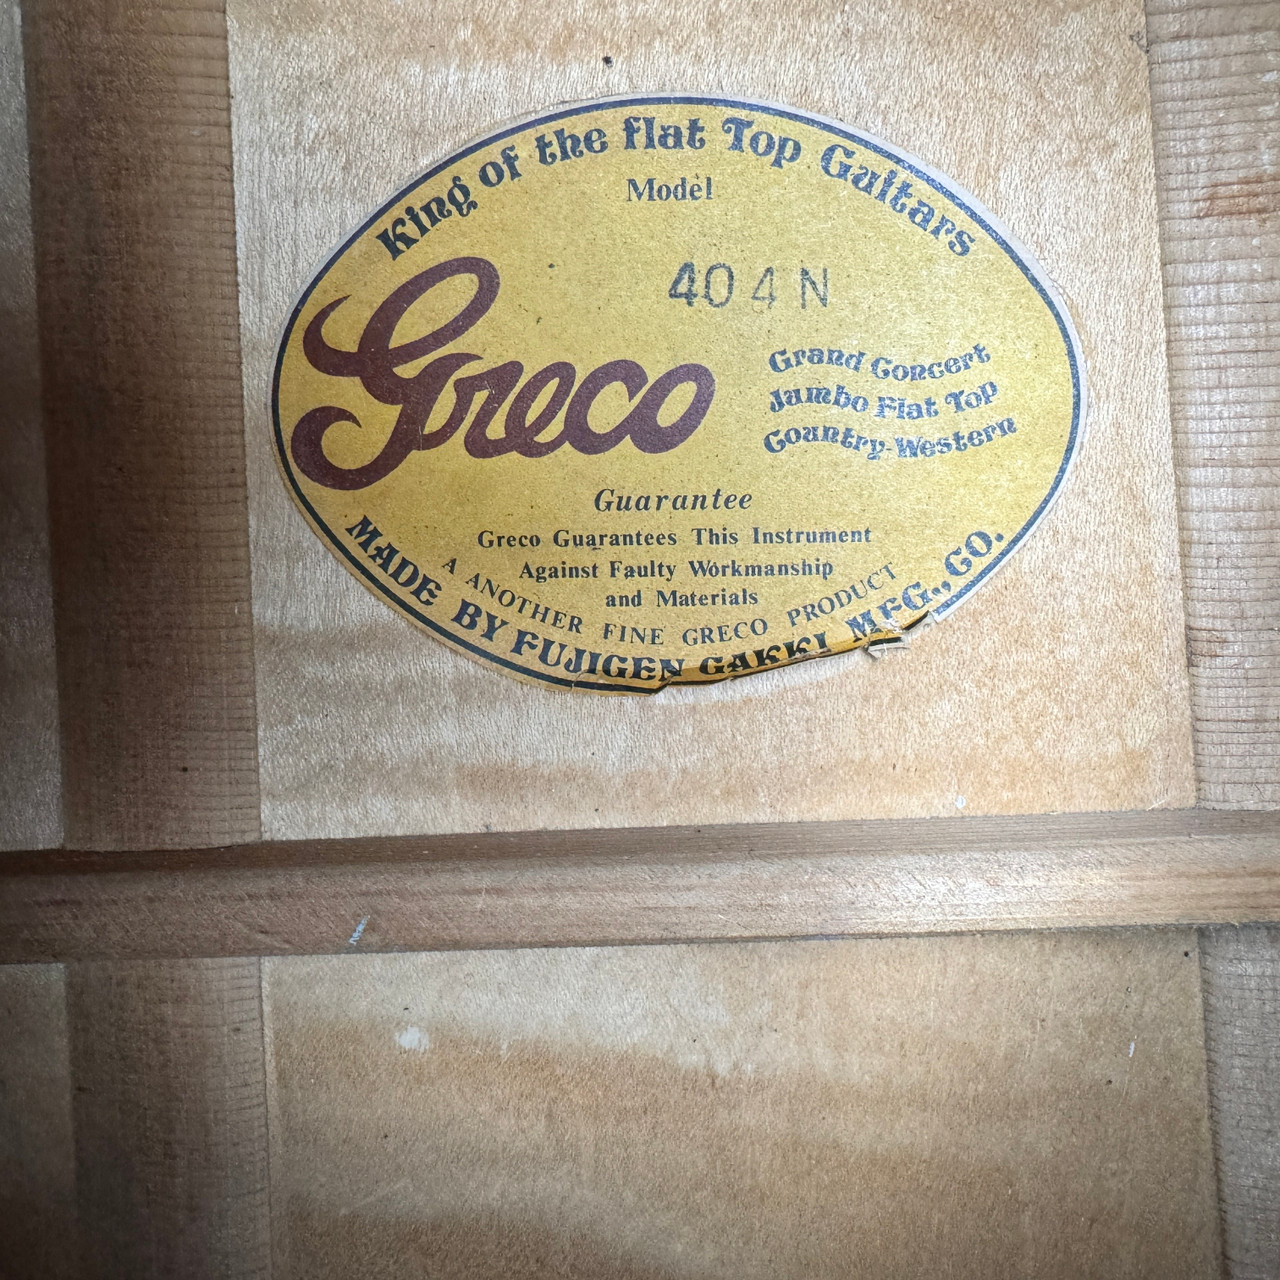 King of the flat Top Guitars
Model
404N
Greco
Grand Concert
Jumbo Flat Top
Country-Western
Guarantee
Greco Guarantees This Instrument
Against Faulty Workmanship
and Materials
A ANOTHER FINE GRECO PRODUCT
MADE BY FUJIGEN GAKKI MFG., CO.